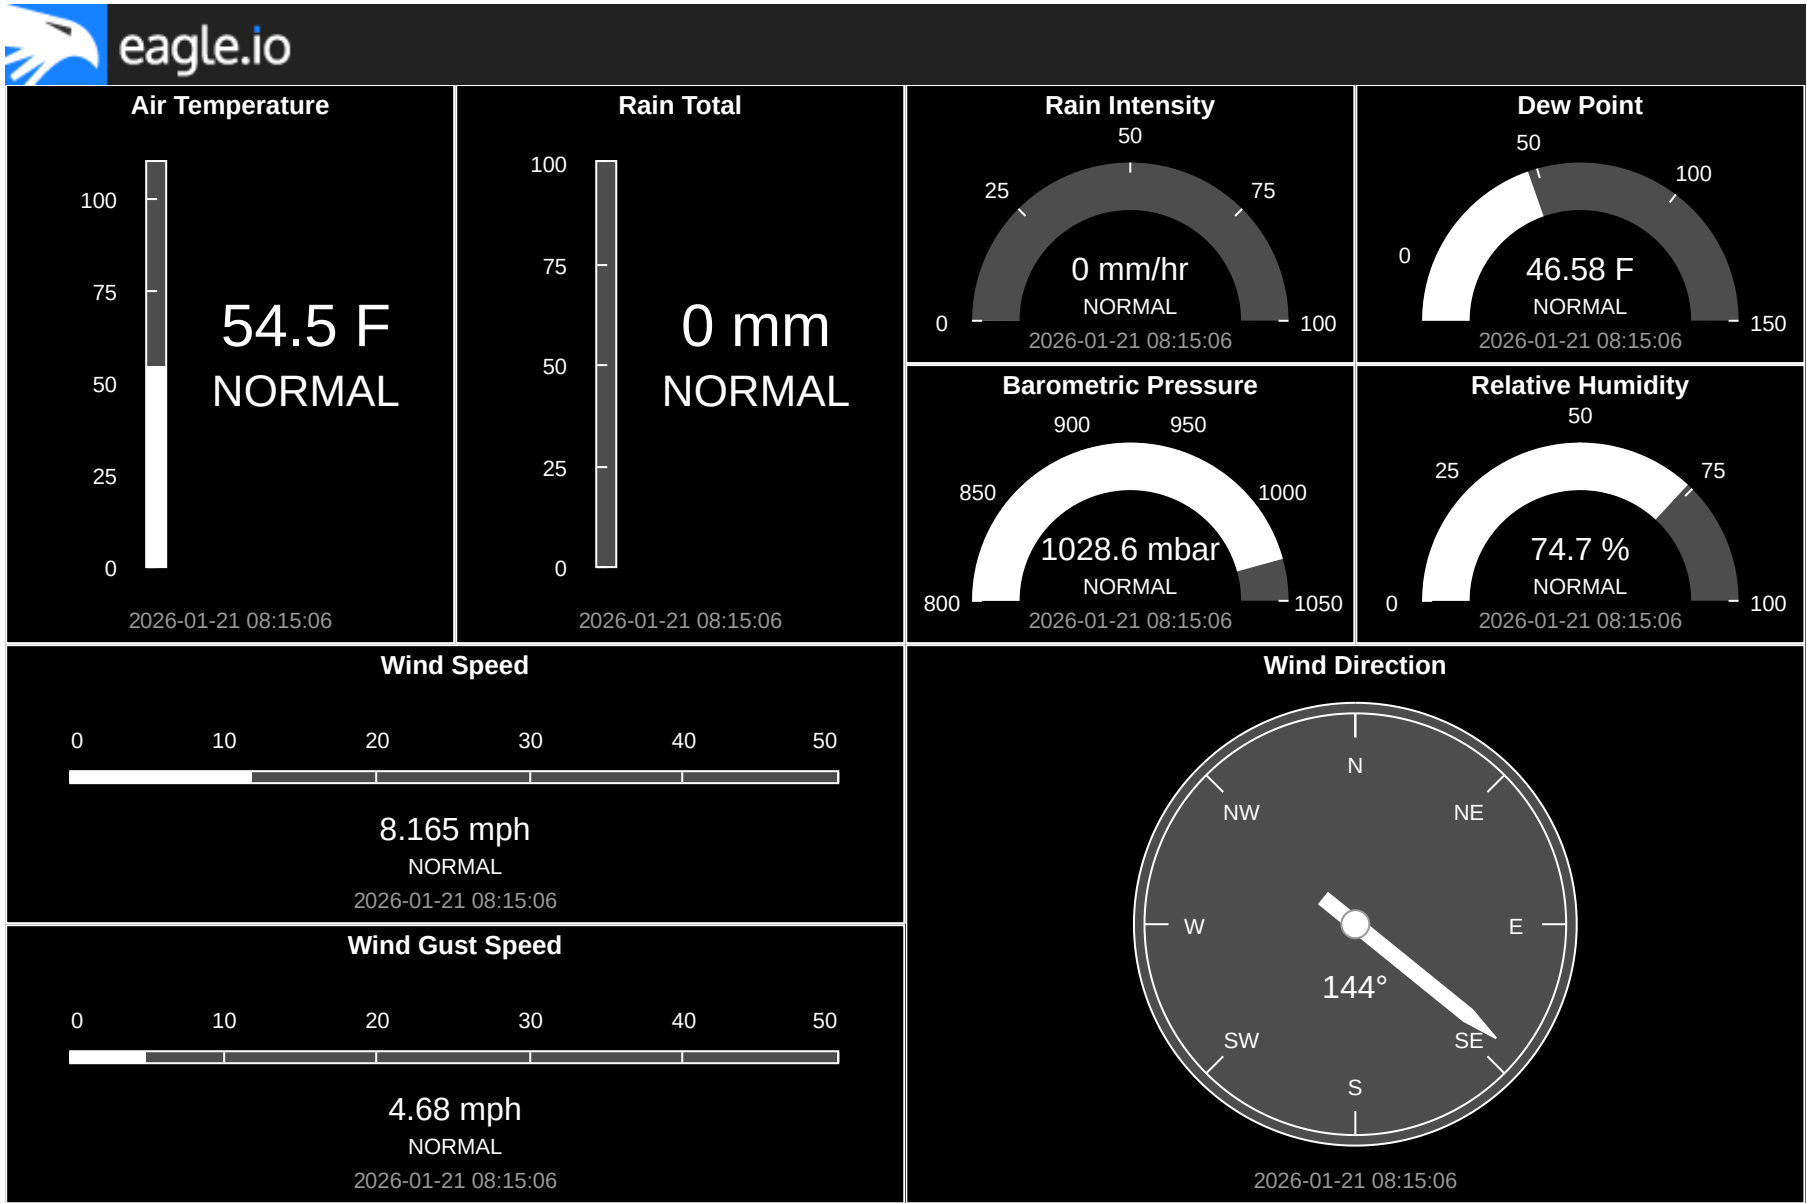 eagle.io
Air Temperature
100
75
50
25
0
54.5 F
NORMAL
2026-01-21 08:15:06
Rain Total
100
75
50
25
0
0 mm
NORMAL
2026-01-21 08:15:06
Rain Intensity
0
25
50
75
100
0 mm/hr
NORMAL
2026-01-21 08:15:06
Dew Point
0
50
100
150
46.58 F
NORMAL
2026-01-21 08:15:06
Barometric Pressure
800
850
900
950
1000
1050
1028.6 mbar
NORMAL
2026-01-21 08:15:06
Relative Humidity
0
25
50
75
100
74.7 %
NORMAL
2026-01-21 08:15:06
Wind Speed
0 10 20 30 40 50
8.165 mph
NORMAL
2026-01-21 08:15:06
Wind Gust Speed
0 10 20 30 40 50
4.68 mph
NORMAL
2026-01-21 08:15:06
Wind Direction
N
NW NE
W E
144°
SW SE
S
2026-01-21 08:15:06